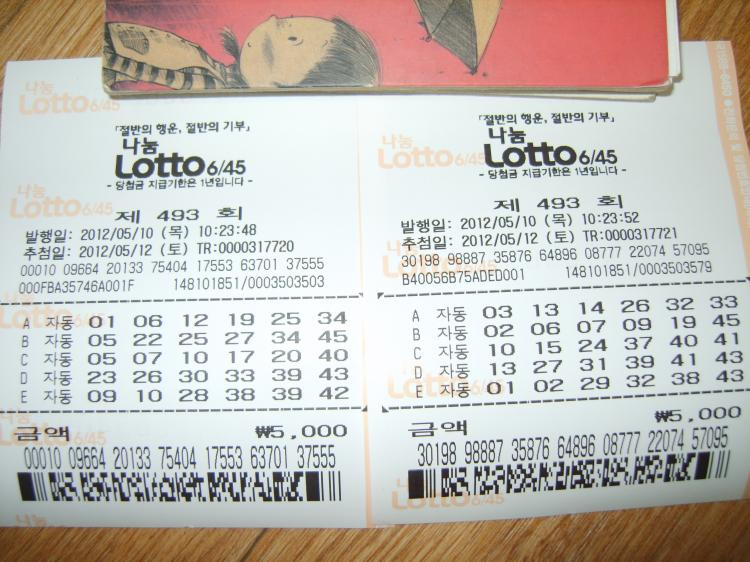 나눔
Lotto 6/45
「절반의 행운, 절반의 기부」
나눔
Lotto 6/45
- 당첨금 지급기한은 1년입니다 -
제 493 회
발행일: 2012/05/10 (목) 10:23:48
추첨일: 2012/05/12 (토) TR:0000317720
00010 09664 20133 75404 17553 63701 37555
000FBA35746A001F 148101851/0003503503
A 자동 01 06 12 19 25 34
B 자동 05 22 25 27 34 45
C 자동 05 07 10 17 20 40
D 자동 23 26 30 33 39 43
E 자동 09 10 28 38 39 42
금액 ₩5,000
00010 09664 20133 75404 17553 63701 37555
「절반의 행운, 절반의 기부」
나눔
Lotto 6/45
- 당첨금 지급기한은 1년입니다 -
제 493 회
발행일: 2012/05/10 (목) 10:23:52
추첨일: 2012/05/12 (토) TR:0000317721
30198 98887 35876 64896 08777 22074 57095
B40056B75ADED001 148101851/0003503579
A 자동 03 13 14 26 32 33
B 자동 02 06 07 09 19 45
C 자동 10 15 24 37 40 41
D 자동 13 27 31 39 41 43
E 자동 01 02 29 32 38 43
금액 ₩5,000
30198 98887 35876 64896 08777 22074 57095